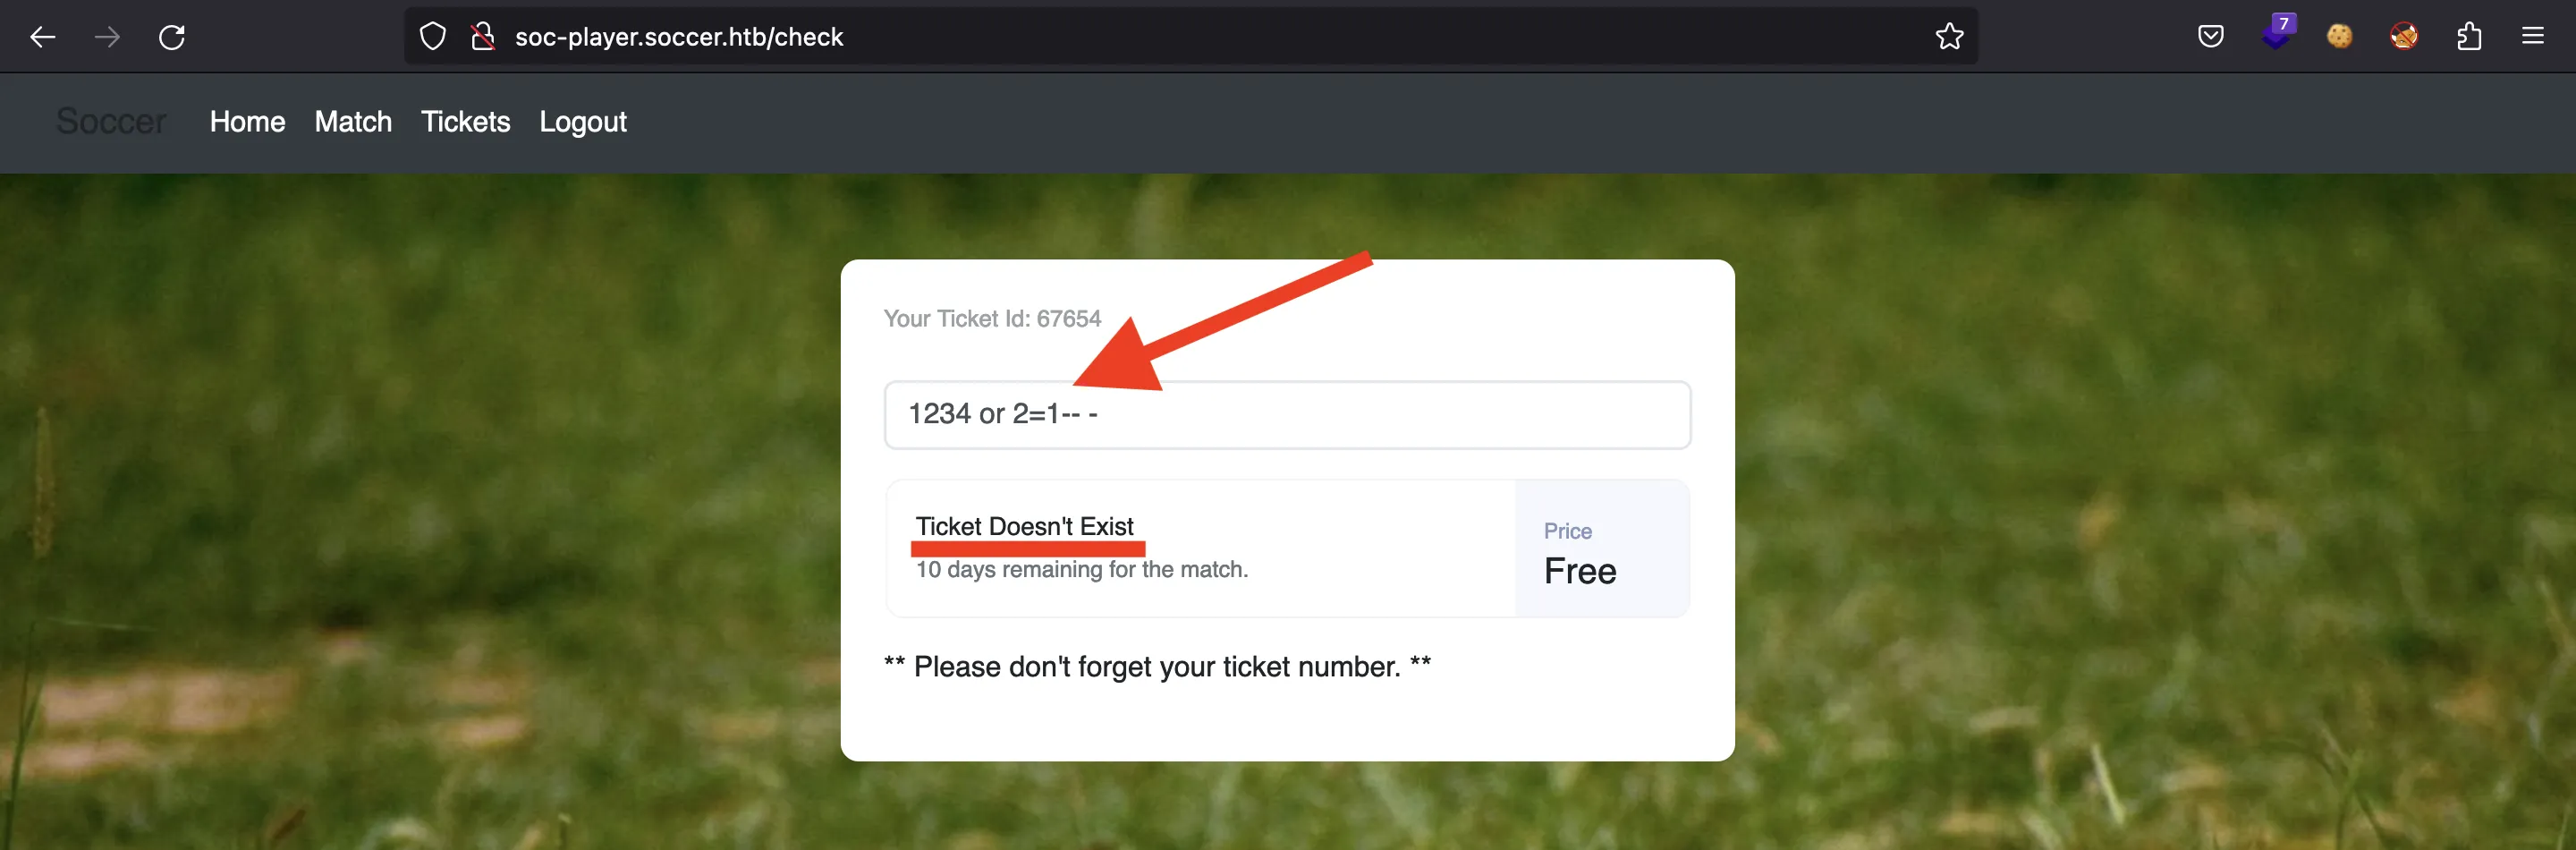 soc-player.soccer.htb/check
7
Soccer Home Match Tickets Logout
Your Ticket Id: 67654
1234 or 2=1-- -
Ticket Doesn't Exist
10 days remaining for the match.
Price
Free
** Please don't forget your ticket number. **